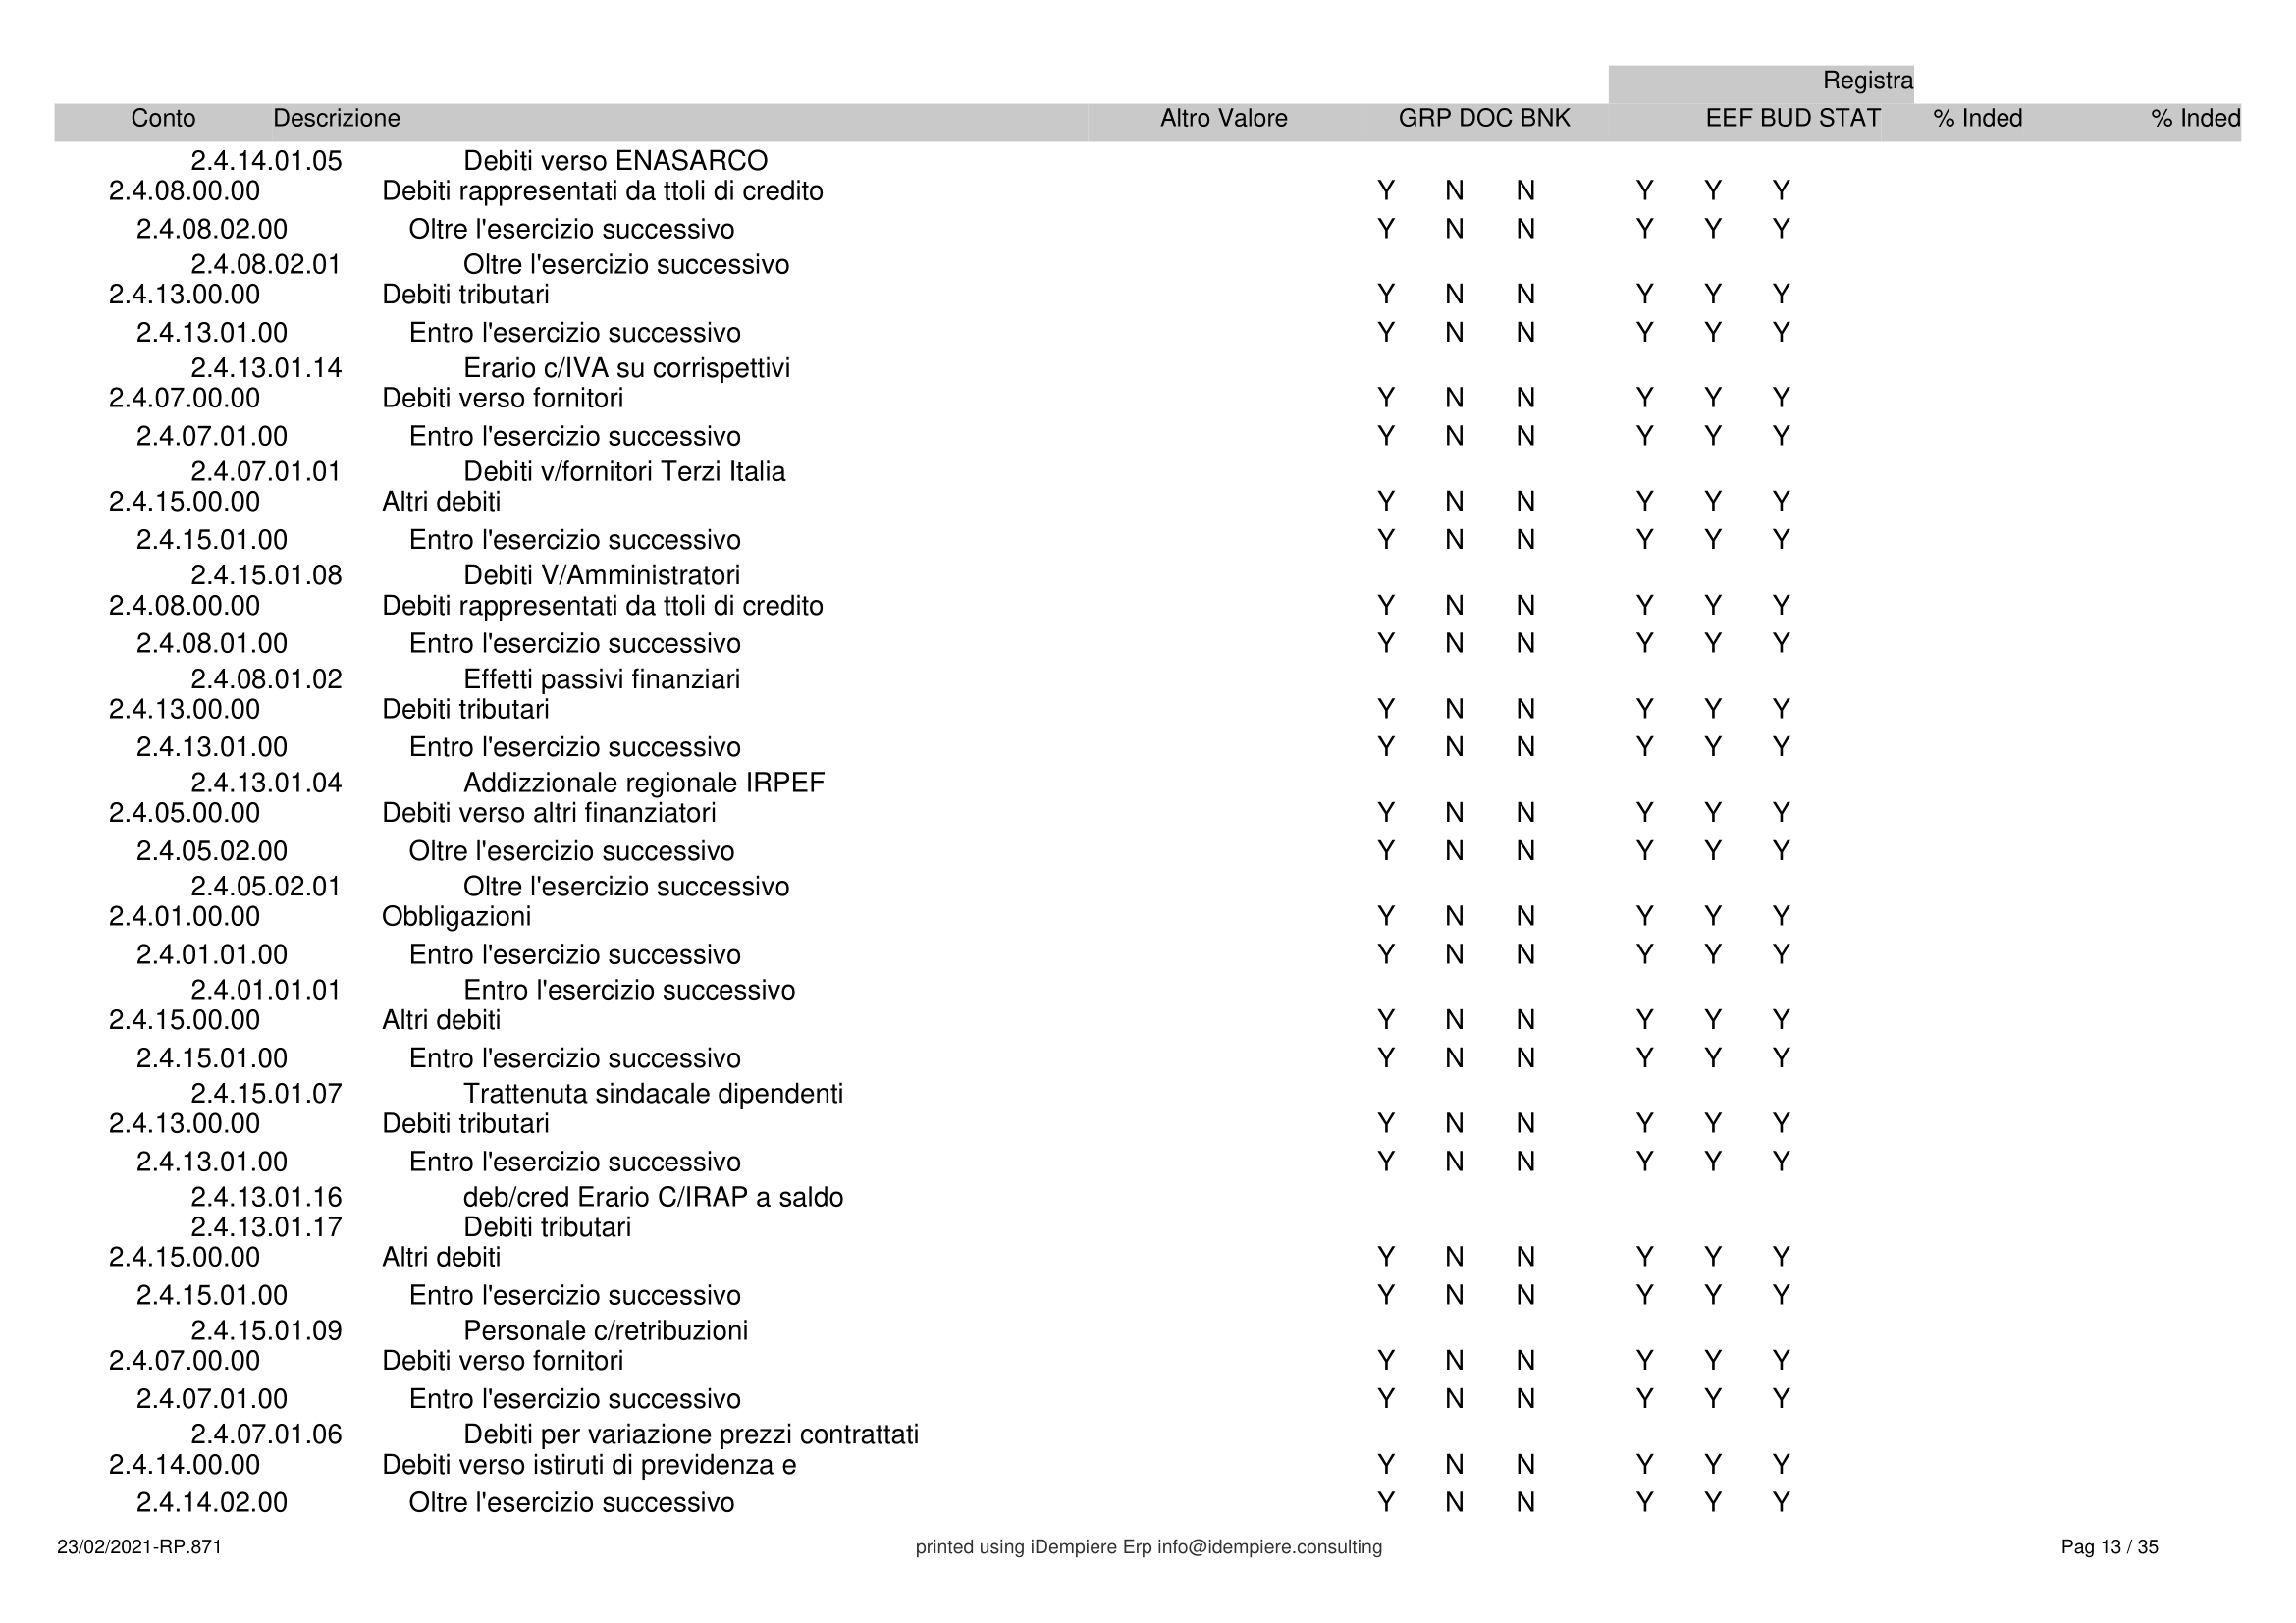 Registra
Conto Descrizione Altro Valore GRP DOC BNK EEF BUD STAT % Inded % Inded
2.4.14.01.05 Debiti verso ENASARCO
2.4.08.00.00 Debiti rappresentati da ttoli di credito Y N N Y Y Y
2.4.08.02.00 Oltre l'esercizio successivo Y N N Y Y Y
2.4.08.02.01 Oltre l'esercizio successivo
2.4.13.00.00 Debiti tributari Y N N Y Y Y
2.4.13.01.00 Entro l'esercizio successivo Y N N Y Y Y
2.4.13.01.14 Erario c/IVA su corrispettivi
2.4.07.00.00 Debiti verso fornitori Y N N Y Y Y
2.4.07.01.00 Entro l'esercizio successivo Y N N Y Y Y
2.4.07.01.01 Debiti v/fornitori Terzi Italia
2.4.15.00.00 Altri debiti Y N N Y Y Y
2.4.15.01.00 Entro l'esercizio successivo Y N N Y Y Y
2.4.15.01.08 Debiti V/Amministratori
2.4.08.00.00 Debiti rappresentati da ttoli di credito Y N N Y Y Y
2.4.08.01.00 Entro l'esercizio successivo Y N N Y Y Y
2.4.08.01.02 Effetti passivi finanziari
2.4.13.00.00 Debiti tributari Y N N Y Y Y
2.4.13.01.00 Entro l'esercizio successivo Y N N Y Y Y
2.4.13.01.04 Addizzionale regionale IRPEF
2.4.05.00.00 Debiti verso altri finanziatori Y N N Y Y Y
2.4.05.02.00 Oltre l'esercizio successivo Y N N Y Y Y
2.4.05.02.01 Oltre l'esercizio successivo
2.4.01.00.00 Obbligazioni Y N N Y Y Y
2.4.01.01.00 Entro l'esercizio successivo Y N N Y Y Y
2.4.01.01.01 Entro l'esercizio successivo
2.4.15.00.00 Altri debiti Y N N Y Y Y
2.4.15.01.00 Entro l'esercizio successivo Y N N Y Y Y
2.4.15.01.07 Trattenuta sindacale dipendenti
2.4.13.00.00 Debiti tributari Y N N Y Y Y
2.4.13.01.00 Entro l'esercizio successivo Y N N Y Y Y
2.4.13.01.16 deb/cred Erario C/IRAP a saldo
2.4.13.01.17 Debiti tributari
2.4.15.00.00 Altri debiti Y N N Y Y Y
2.4.15.01.00 Entro l'esercizio successivo Y N N Y Y Y
2.4.15.01.09 Personale c/retribuzioni
2.4.07.00.00 Debiti verso fornitori Y N N Y Y Y
2.4.07.01.00 Entro l'esercizio successivo Y N N Y Y Y
2.4.07.01.06 Debiti per variazione prezzi contrattati
2.4.14.00.00 Debiti verso istiruti di previdenza e Y N N Y Y Y
2.4.14.02.00 Oltre l'esercizio successivo Y N N Y Y Y
23/02/2021-RP.871 printed using iDempiere Erp info@idempiere.consulting Pag 13 / 35